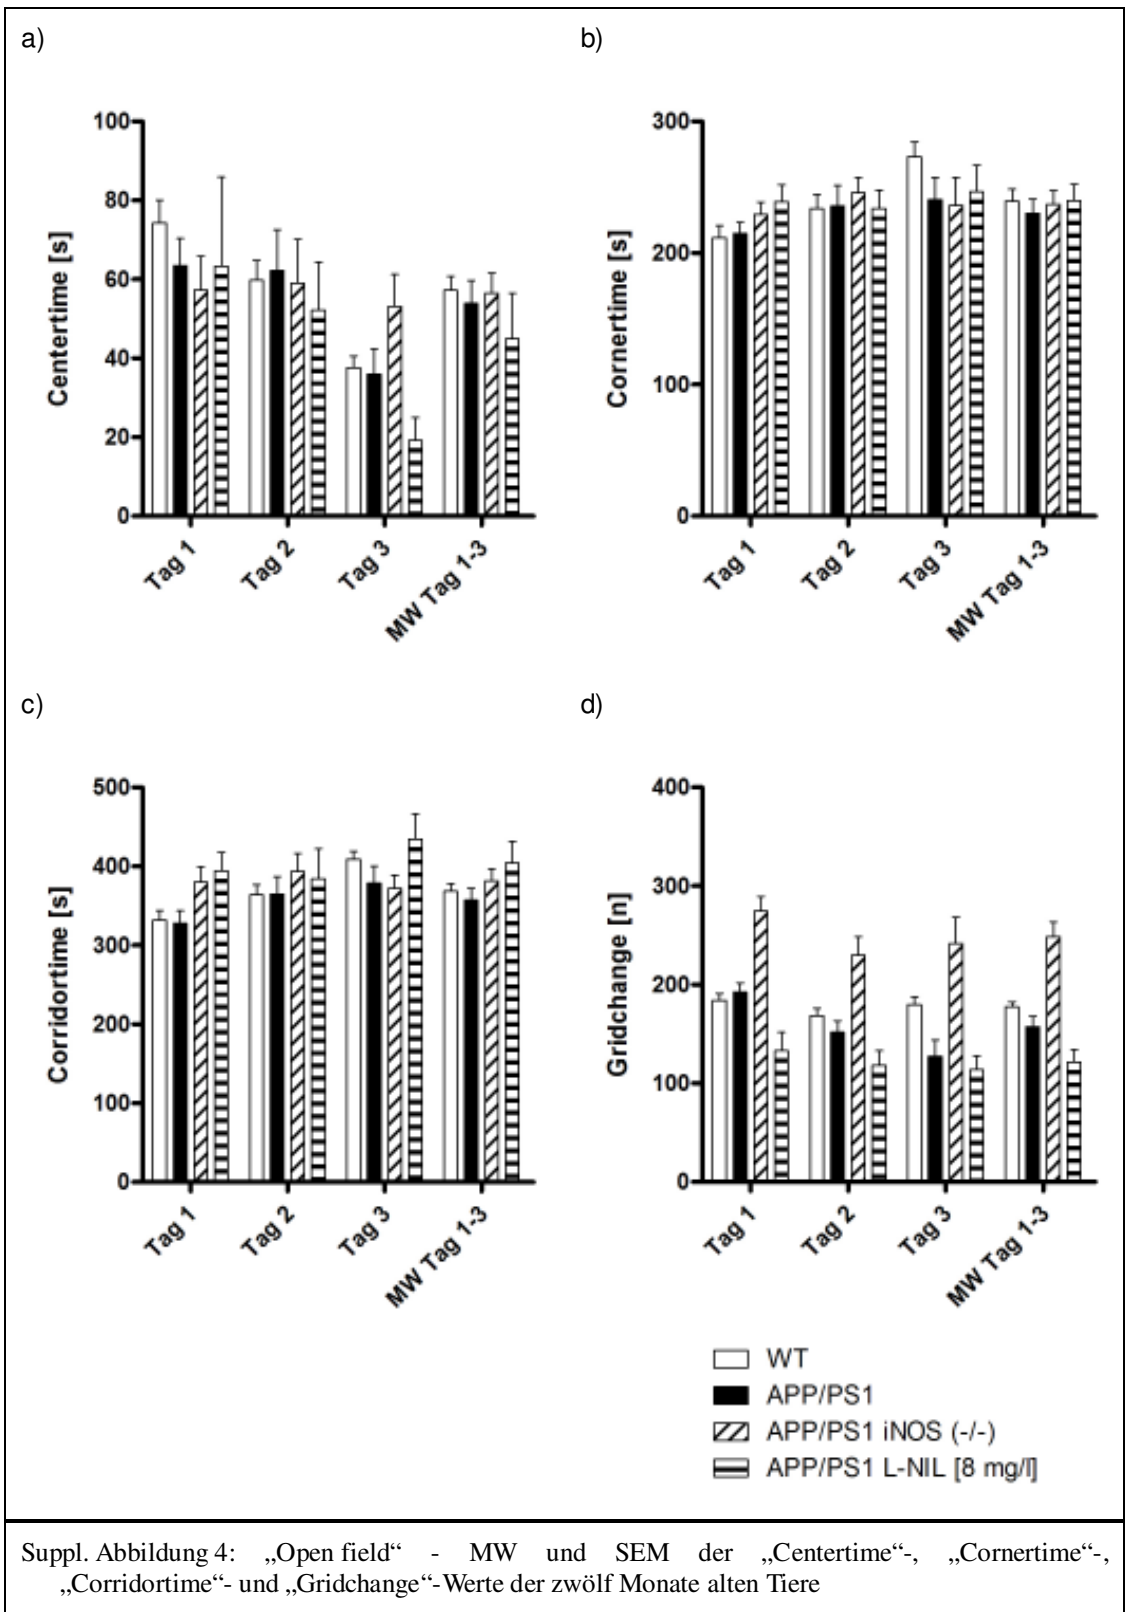 a)
b)
100
80
60
40
20
0
Centertime [s]
Tag 1
Tag 2
Tag 3
MW Tag 1-3
300
200
100
0
Cornertime [s]
Tag 1
Tag 2
Tag 3
MW Tag 1-3
c)
d)
500
400
300
200
100
0
Corridortime [s]
Tag 1
Tag 2
Tag 3
MW Tag 1-3
400
300
200
100
0
Gridchange [n]
Tag 1
Tag 2
Tag 3
MW Tag 1-3
WT
APP/PS1
APP/PS1 iNOS (-/-)
APP/PS1 L-NIL [8 mg/l]
Suppl. Abbildung 4: „Open field“ - MW und SEM der „Centertime“-, „Cornertime“-,
„Corridortime“- und „Gridchange“-Werte der zwölf Monate alten Tiere